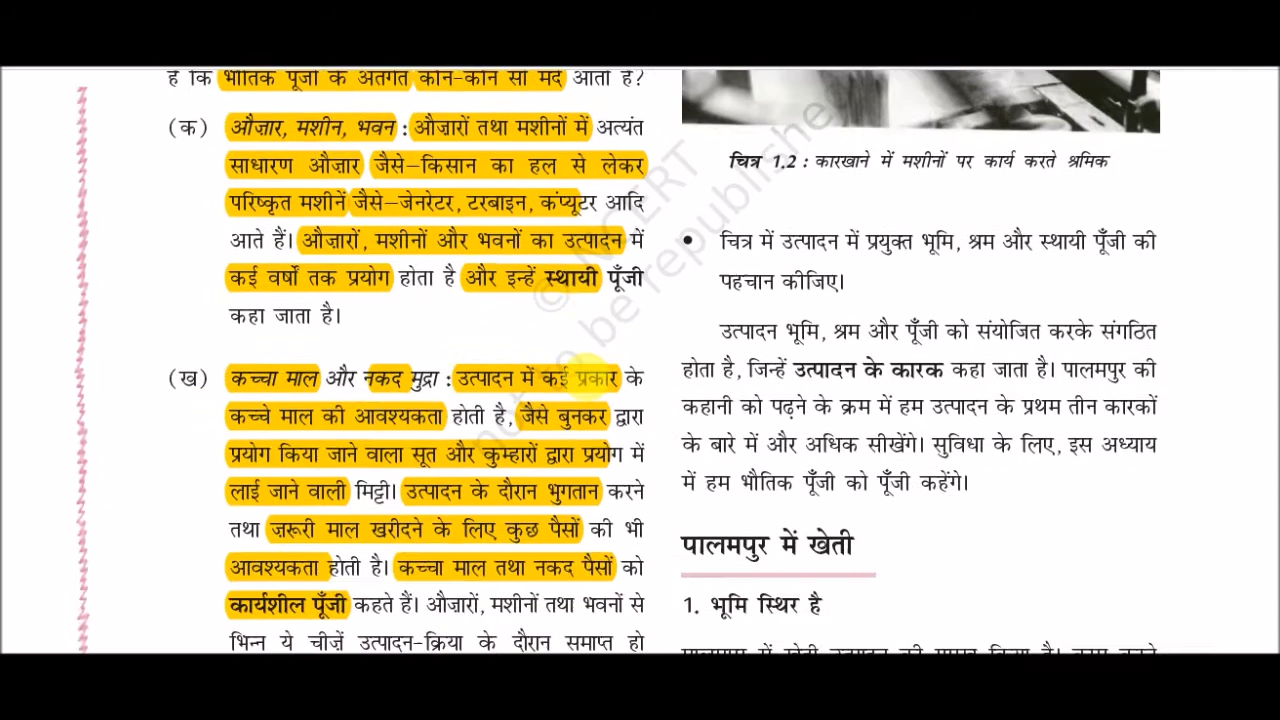 है कि भौतिक पूँजी के अंतर्गत कौन-कौन सी मदें आती हैं?
(क) औज़ार, मशीन, भवन : औज़ारों तथा मशीनों में अत्यंत
साधारण औज़ार जैसे–किसान का हल से लेकर
परिष्कृत मशीनें जैसे–जेनरेटर, टरबाइन, कंप्यूटर आदि
आते हैं। औज़ारों, मशीनों और भवनों का उत्पादन में
कई वर्षों तक प्रयोग होता है और इन्हें स्थायी पूँजी
कहा जाता है।
(ख) कच्चा माल और नकद मुद्रा : उत्पादन में कई प्रकार के
कच्चे माल की आवश्यकता होती है, जैसे बुनकर द्वारा
प्रयोग किया जाने वाला सूत और कुम्हारों द्वारा प्रयोग में
लाई जाने वाली मिट्टी। उत्पादन के दौरान भुगतान करने
तथा ज़रूरी माल खरीदने के लिए कुछ पैसों की भी
आवश्यकता होती है। कच्चा माल तथा नकद पैसों को
कार्यशील पूँजी कहते हैं। औज़ारों, मशीनों तथा भवनों से
भिन्न ये चीज़ें उत्पादन-क्रिया के दौरान समाप्त हो
चित्र 1.2 : कारखाने में मशीनों पर कार्य करते श्रमिक
• चित्र में उत्पादन में प्रयुक्त भूमि, श्रम और स्थायी पूँजी की
पहचान कीजिए।
उत्पादन भूमि, श्रम और पूँजी को संयोजित करके संगठित
होता है, जिन्हें उत्पादन के कारक कहा जाता है। पालमपुर की
कहानी को पढ़ने के क्रम में हम उत्पादन के प्रथम तीन कारकों
के बारे में और अधिक सीखेंगे। सुविधा के लिए, इस अध्याय
में हम भौतिक पूँजी को पूँजी कहेंगे।
पालमपुर में खेती
1. भूमि स्थिर है
© NCERT
not to be republishe